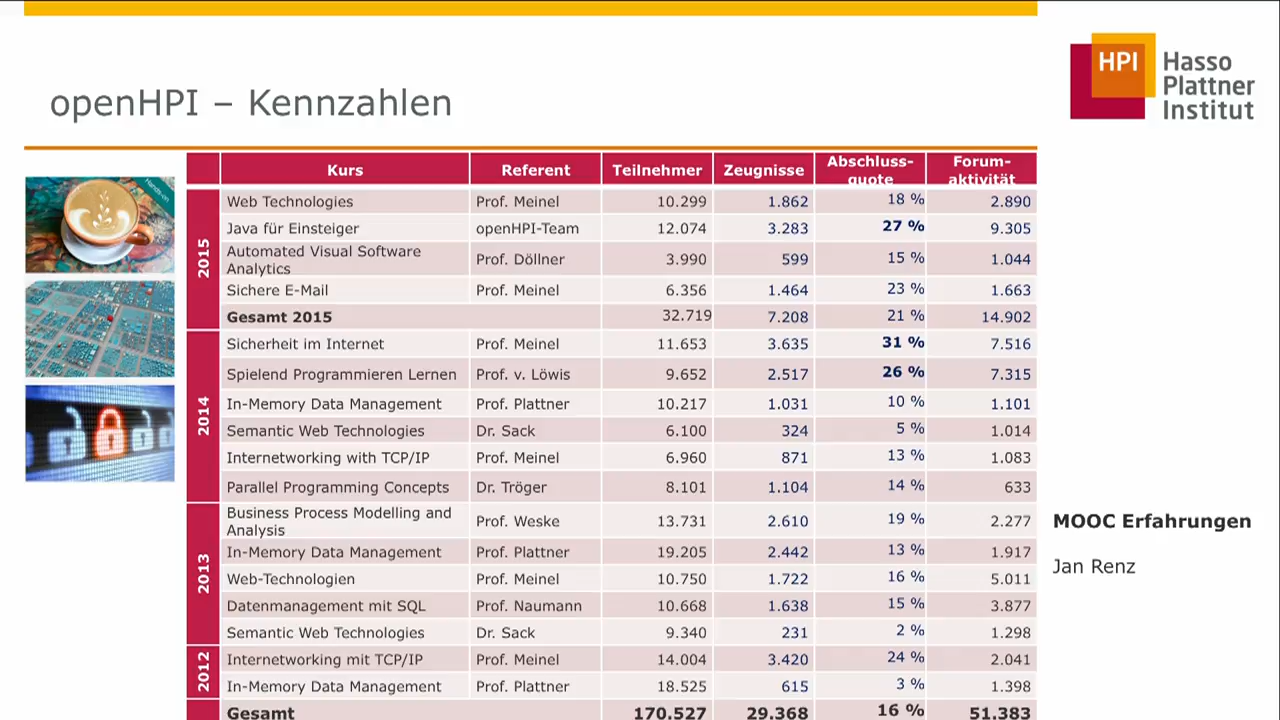 openHPI – Kennzahlen
HPI Hasso
Plattner
Institut
Kurs Referent Teilnehmer Zeugnisse Abschluss-quote Forum-aktivität
2015
Web Technologies Prof. Meinel 10.299 1.862 18 % 2.890
Java für Einsteiger openHPI-Team 12.074 3.283 27 % 9.305
Automated Visual Software Analytics Prof. Döllner 3.990 599 15 % 1.044
Sichere E-Mail Prof. Meinel 6.356 1.464 23 % 1.663
Gesamt 2015 32.719 7.208 21 % 14.902
2014
Sicherheit im Internet Prof. Meinel 11.653 3.635 31 % 7.516
Spielend Programmieren Lernen Prof. v. Löwis 9.652 2.517 26 % 7.315
In-Memory Data Management Prof. Plattner 10.217 1.031 10 % 1.101
Semantic Web Technologies Dr. Sack 6.100 324 5 % 1.014
Internetworking with TCP/IP Prof. Meinel 6.960 871 13 % 1.083
Parallel Programming Concepts Dr. Tröger 8.101 1.104 14 % 633
2013
Business Process Modelling and Analysis Prof. Weske 13.731 2.610 19 % 2.277
In-Memory Data Management Prof. Plattner 19.205 2.442 13 % 1.917
Web-Technologien Prof. Meinel 10.750 1.722 16 % 5.011
Datenmanagement mit SQL Prof. Naumann 10.668 1.638 15 % 3.877
Semantic Web Technologies Dr. Sack 9.340 231 2 % 1.298
2012
Internetworking mit TCP/IP Prof. Meinel 14.004 3.420 24 % 2.041
In-Memory Data Management Prof. Plattner 18.525 615 3 % 1.398
Gesamt 170.527 29.368 16 % 51.383
MOOC Erfahrungen
Jan Renz